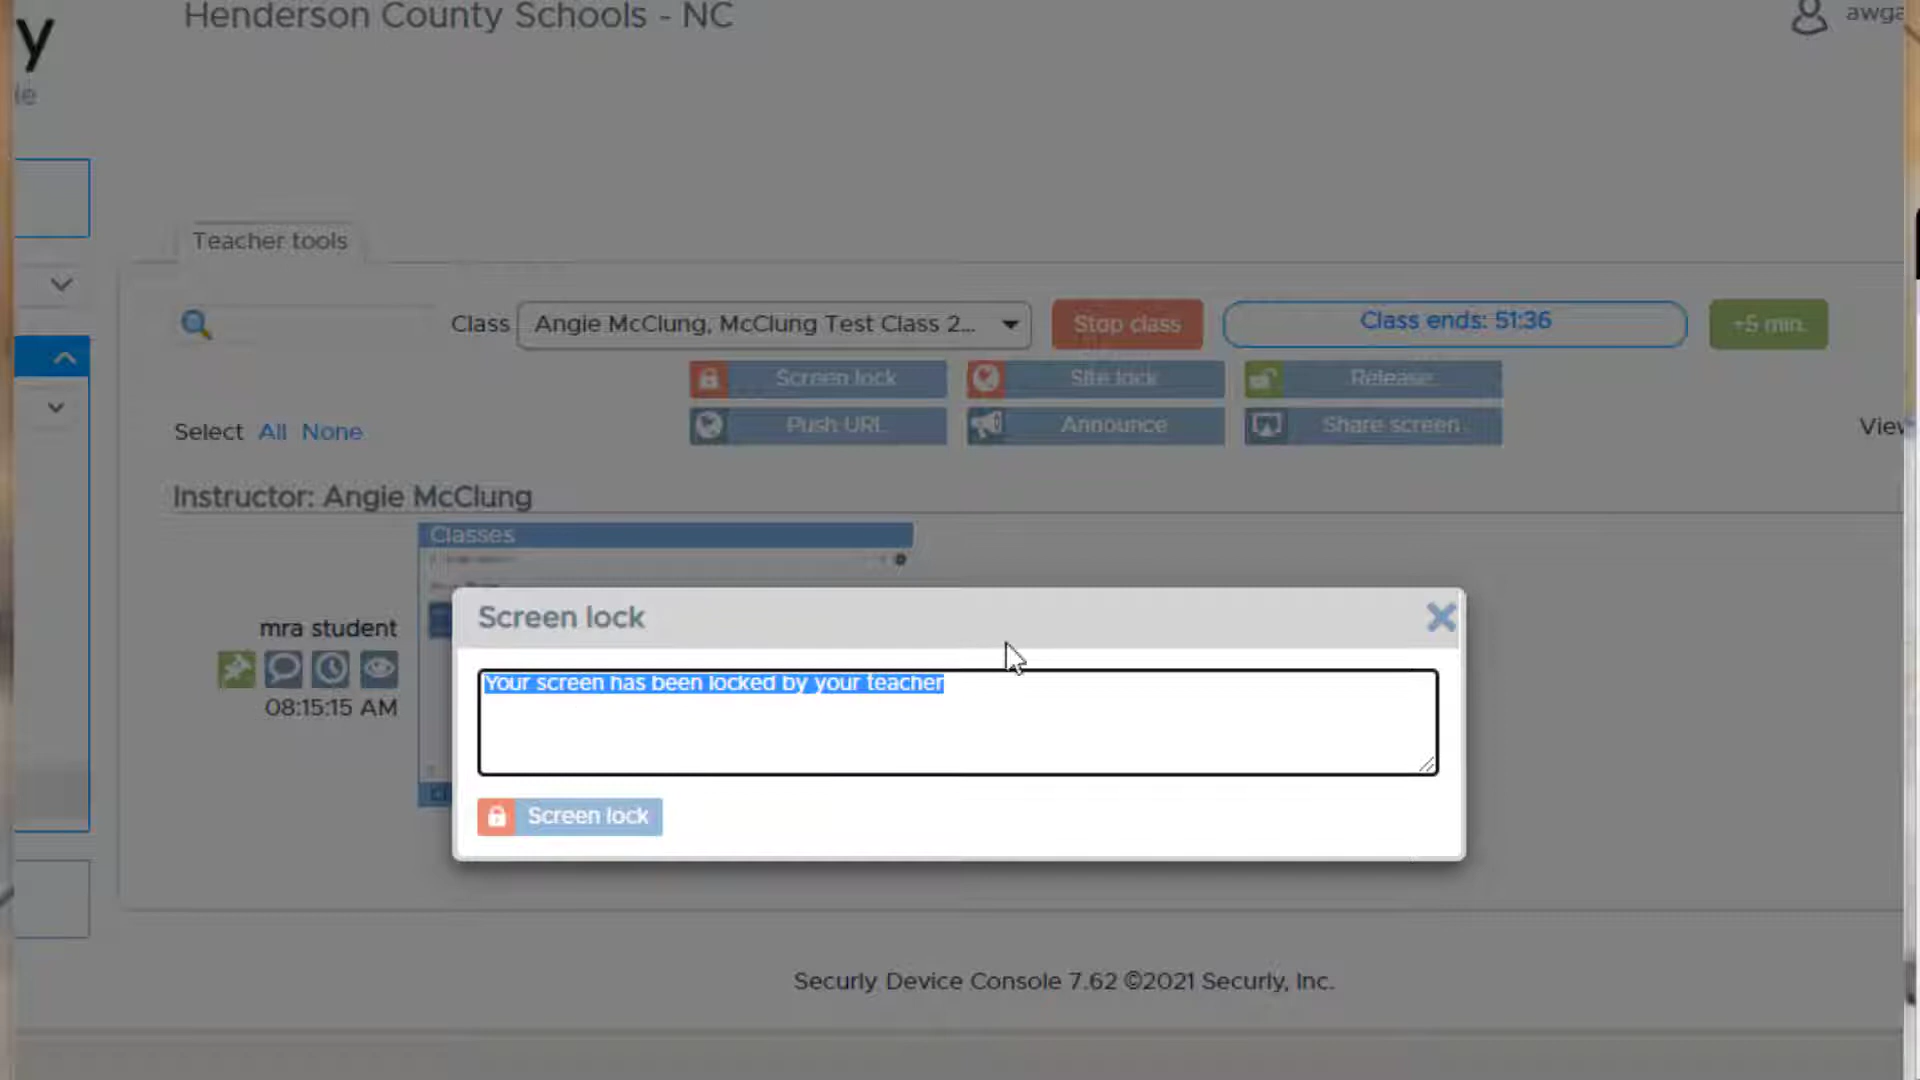 Henderson County Schools - NC
awga
y
le
Teacher tools
Class
Angie McClung, McClung Test Class 2...
Stop class
Class ends: 51:36
+5 min.
Screen lock
Site lock
Release
Select All None
Push URL
Announce
Share screen
View
Instructor: Angie McClung
Classes
Screen lock
mra student
Your screen has been locked by your teacher
08:15:15 AM
Screen lock
Securly Device Console 7.62 ©2021 Securly, Inc.